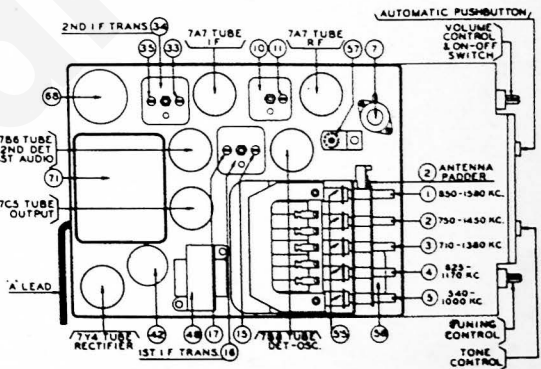 AUTOMATIC PUSHBUTTON
2ND I F TRANS.
34
7A7 TUBE
I F
7A7 TUBE
R F
VOLUME
CONTROL
& ON-OFF
SWITCH
35
33
10
11
57
7
68
7B6 TUBE
2ND DET
1ST AUDIO
71
7C5 TUBE
OUTPUT
2 ANTENNA
PADDER
1 850-1580 KC.
2 750-1450 KC.
3 710-1380 KC
4 625-
1170 KC
5 540-
1000 KC
"A" LEAD
7Y4 TUBE
RECTIFIER
42
48
17
15
1ST I F TRANS.
16
7B8 TUBE
DET-OSC.
55
TUNING
CONTROL
TONE
CONTROL